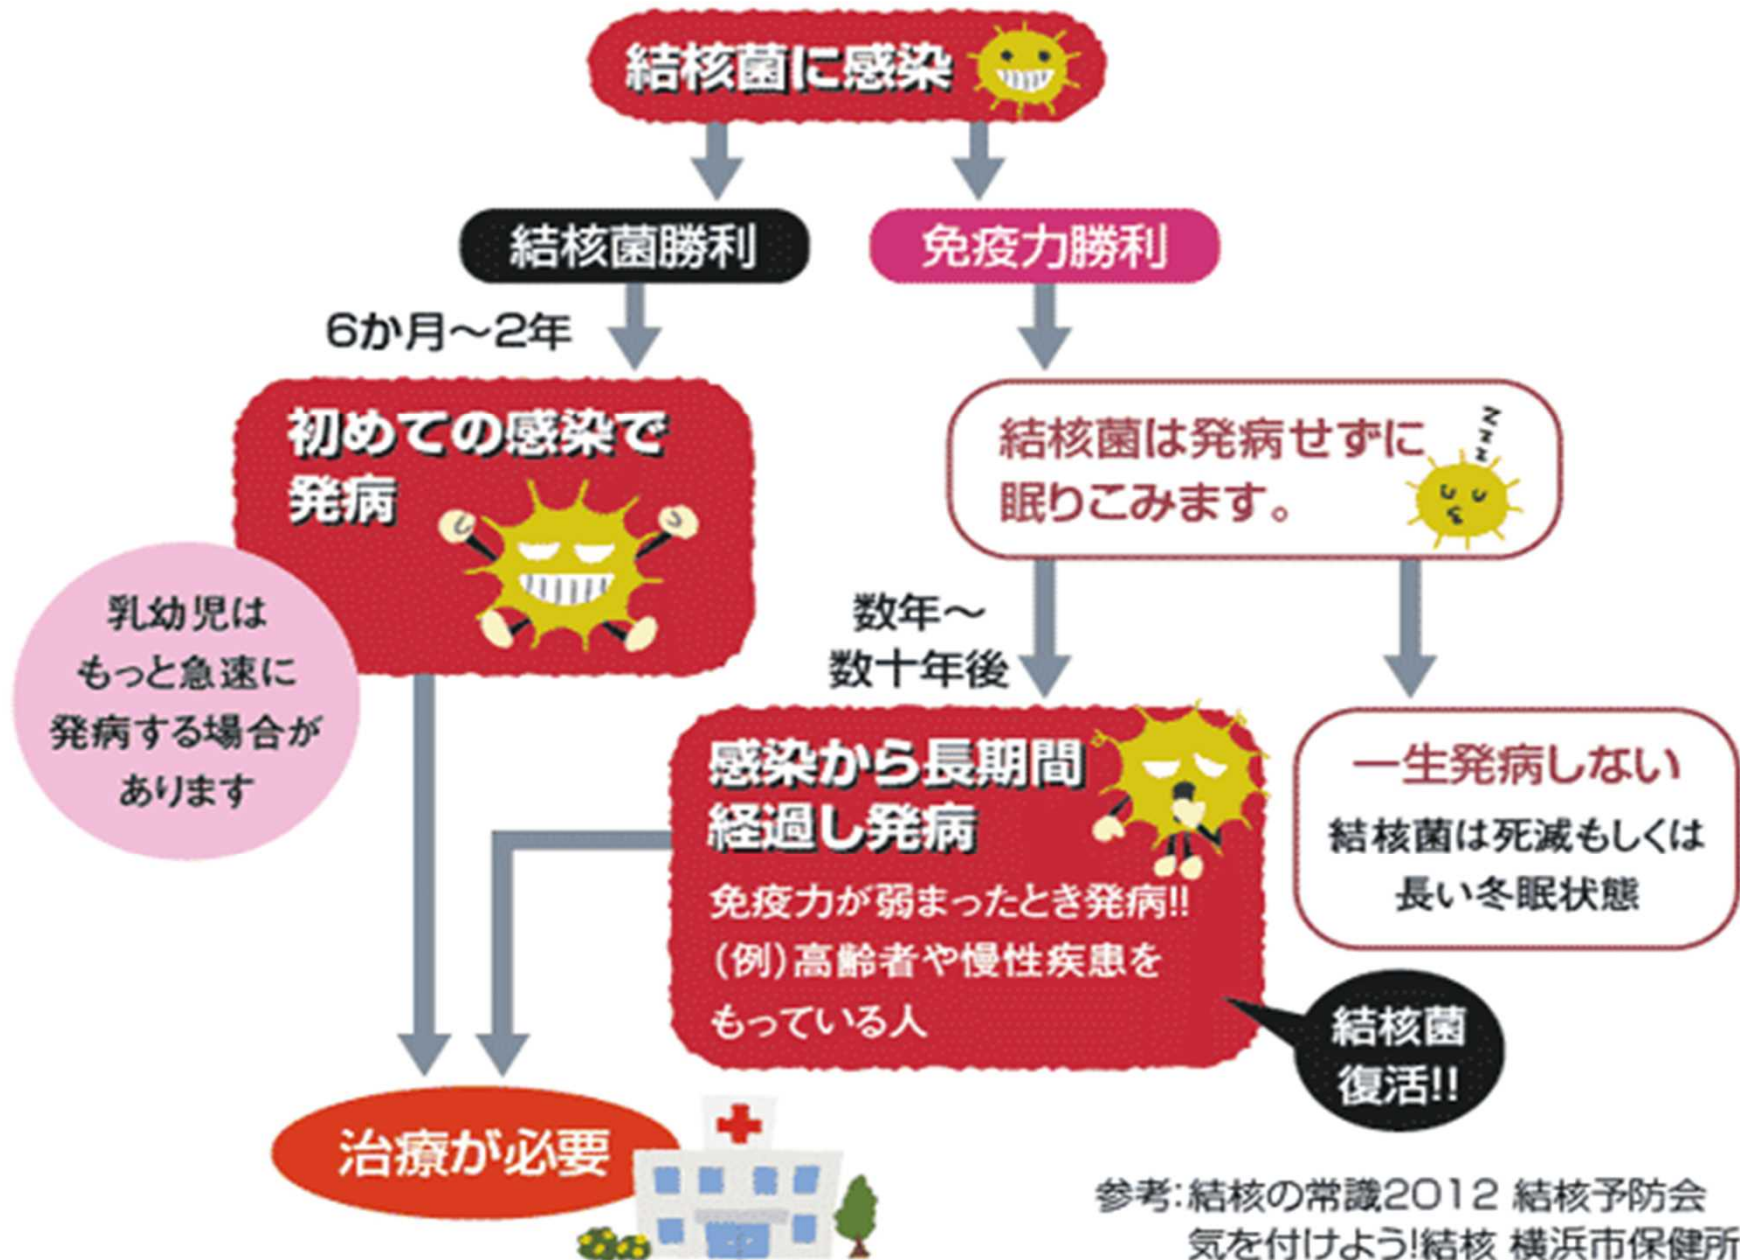 結核菌に感染
結核菌勝利
免疫力勝利
6か月～2年
初めての感染で
発病
乳幼児は
もっと急速に
発病する場合が
あります
結核菌は発病せずに
眠りこみます。
zzz
数年～
数十年後
感染から長期間
経過し発病
免疫力が弱まったとき発病!!
(例)高齢者や慢性疾患を
もっている人
一生発病しない
結核菌は死滅もしくは
長い冬眠状態
結核菌
復活!!
治療が必要
参考:結核の常識2012 結核予防会
気を付けよう!結核 横浜市保健所